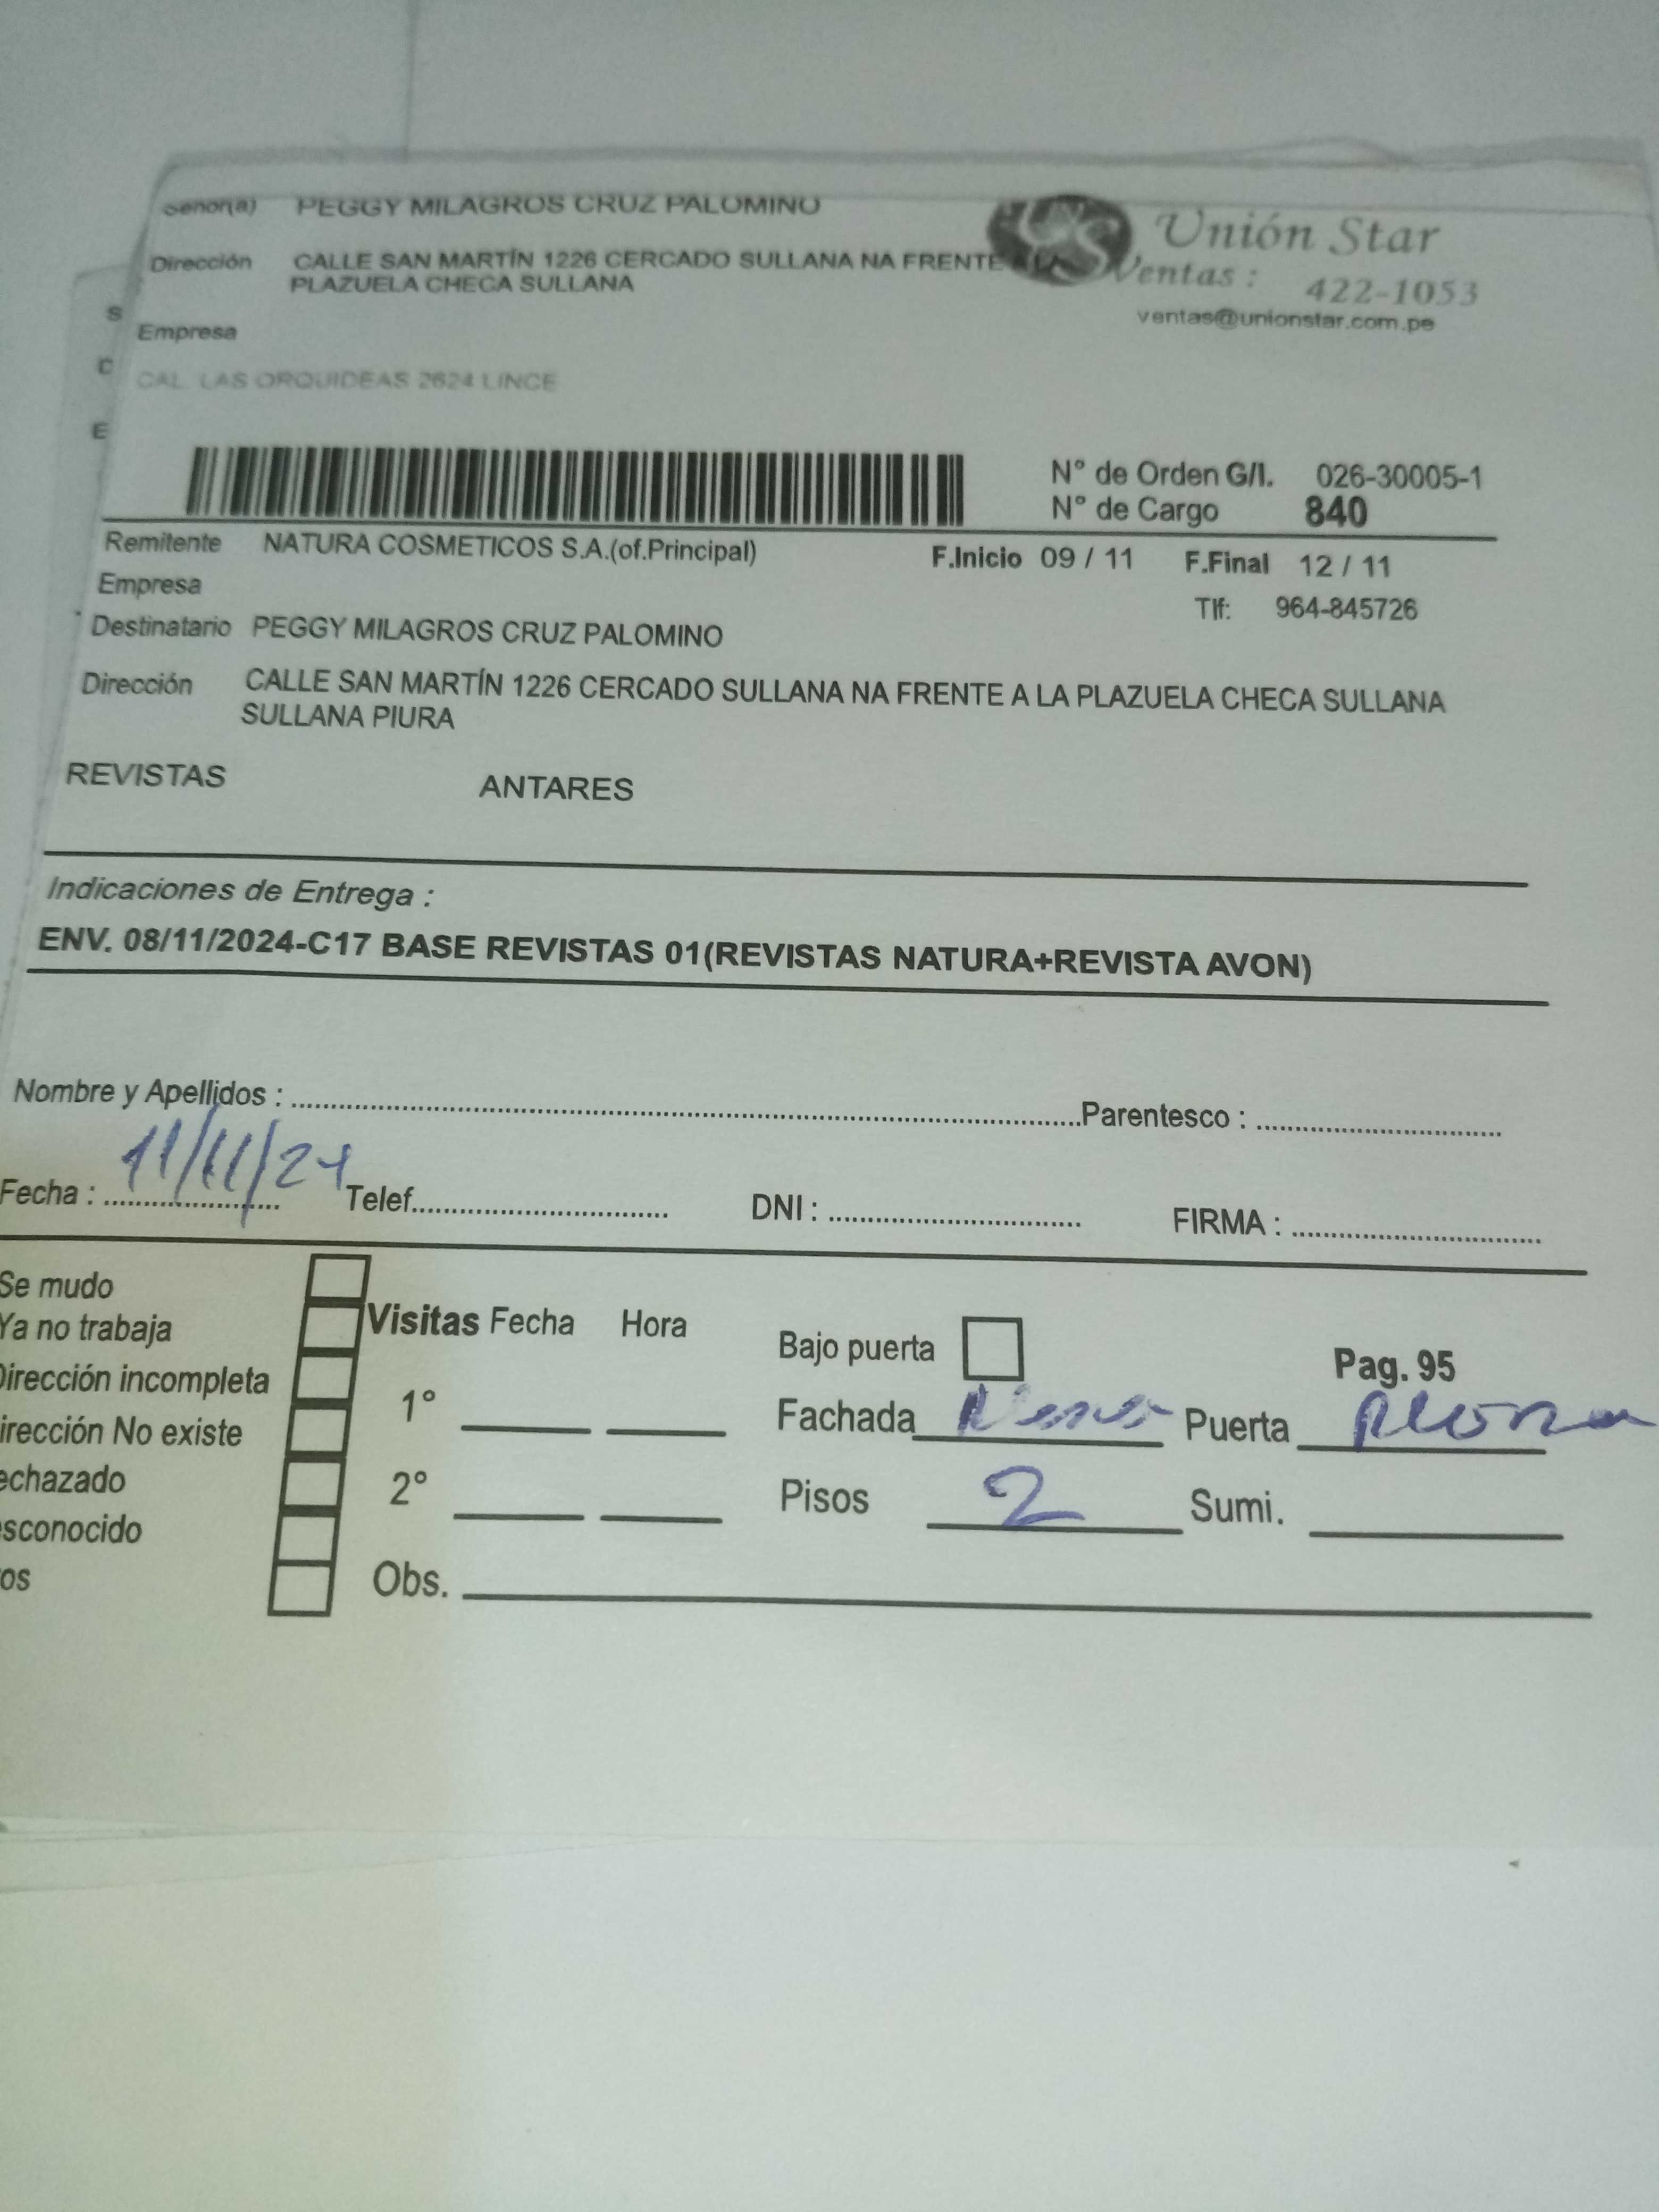 Señor(a) PEGGY MILAGROS CRUZ PALOMINO
Unión Star
Dirección CALLE SAN MARTÍN 1226 CERCADO SULLANA NA FRENTE A LA
PLAZUELA CHECA SULLANA
Ventas : 422-1053
ventas@unionstar.com.pe
S
Empresa
C
CAL. LAS ORQUIDEAS 2624 LINCE
E
N° de Orden G/I. 026-30005-1
N° de Cargo 840
Remitente NATURA COSMETICOS S.A.(of.Principal) F.Inicio 09 / 11 F.Final 12 / 11
Empresa
Tlf: 964-845726
Destinatario PEGGY MILAGROS CRUZ PALOMINO
Dirección CALLE SAN MARTÍN 1226 CERCADO SULLANA NA FRENTE A LA PLAZUELA CHECA SULLANA
SULLANA PIURA
REVISTAS ANTARES
Indicaciones de Entrega :
ENV. 08/11/2024-C17 BASE REVISTAS 01(REVISTAS NATURA+REVISTA AVON)
Nombre y Apellidos : Parentesco :
Fecha : 11/11/24 Telef. DNI : FIRMA :
Se mudo
Ya no trabaja
Visitas Fecha Hora
Bajo puerta
Pag. 95
Dirección incompleta
1°
Fachada Puerta
irección No existe
echazado
2°
Pisos 2 Sumi.
esconocido
os
Obs.